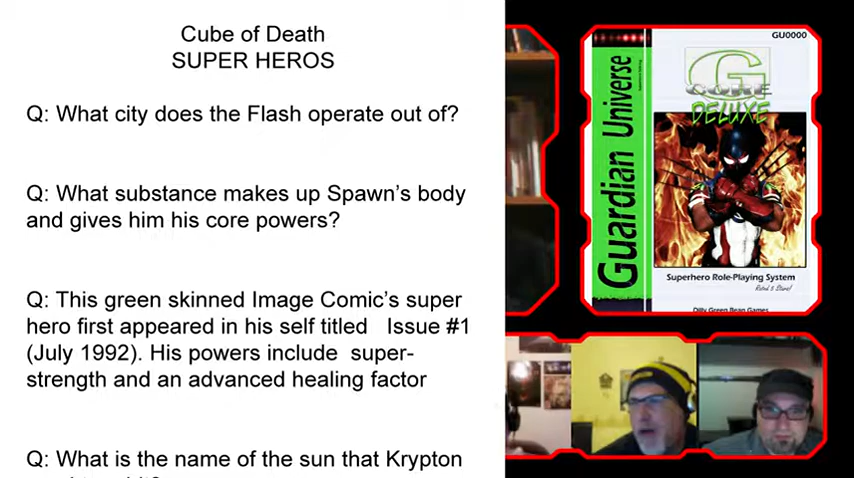 Cube of Death
SUPER HEROS
Q: What city does the Flash operate out of?
Q: What substance makes up Spawn's body
and gives him his core powers?
Q: This green skinned Image Comic's super
hero first appeared in his self titled Issue #1
(July 1992). His powers include super-
strength and an advanced healing factor
Q: What is the name of the sun that Krypton
GU0000
Guardian Universe
G
CORE
DELUXE
Superhero Role-Playing System
Dilly Green Bean Games